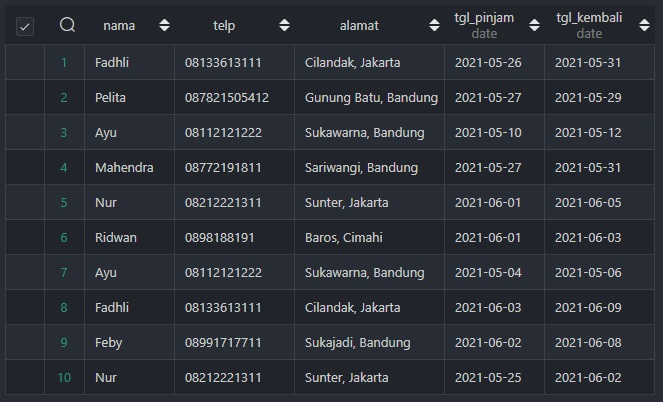 nama telp alamat tgl_pinjam date tgl_kembali date
1 Fadhli 08133613111 Cilandak, Jakarta 2021-05-26 2021-05-31
2 Pelita 087821505412 Gunung Batu, Bandung 2021-05-27 2021-05-29
3 Ayu 08112121222 Sukawarna, Bandung 2021-05-10 2021-05-12
4 Mahendra 08772191811 Sariwangi, Bandung 2021-05-27 2021-05-31
5 Nur 08212221311 Sunter, Jakarta 2021-06-01 2021-06-05
6 Ridwan 0898188191 Baros, Cimahi 2021-06-01 2021-06-03
7 Ayu 08112121222 Sukawarna, Bandung 2021-05-04 2021-05-06
8 Fadhli 08133613111 Cilandak, Jakarta 2021-06-03 2021-06-09
9 Feby 08991717711 Sukajadi, Bandung 2021-06-02 2021-06-08
10 Nur 08212221311 Sunter, Jakarta 2021-05-25 2021-06-02